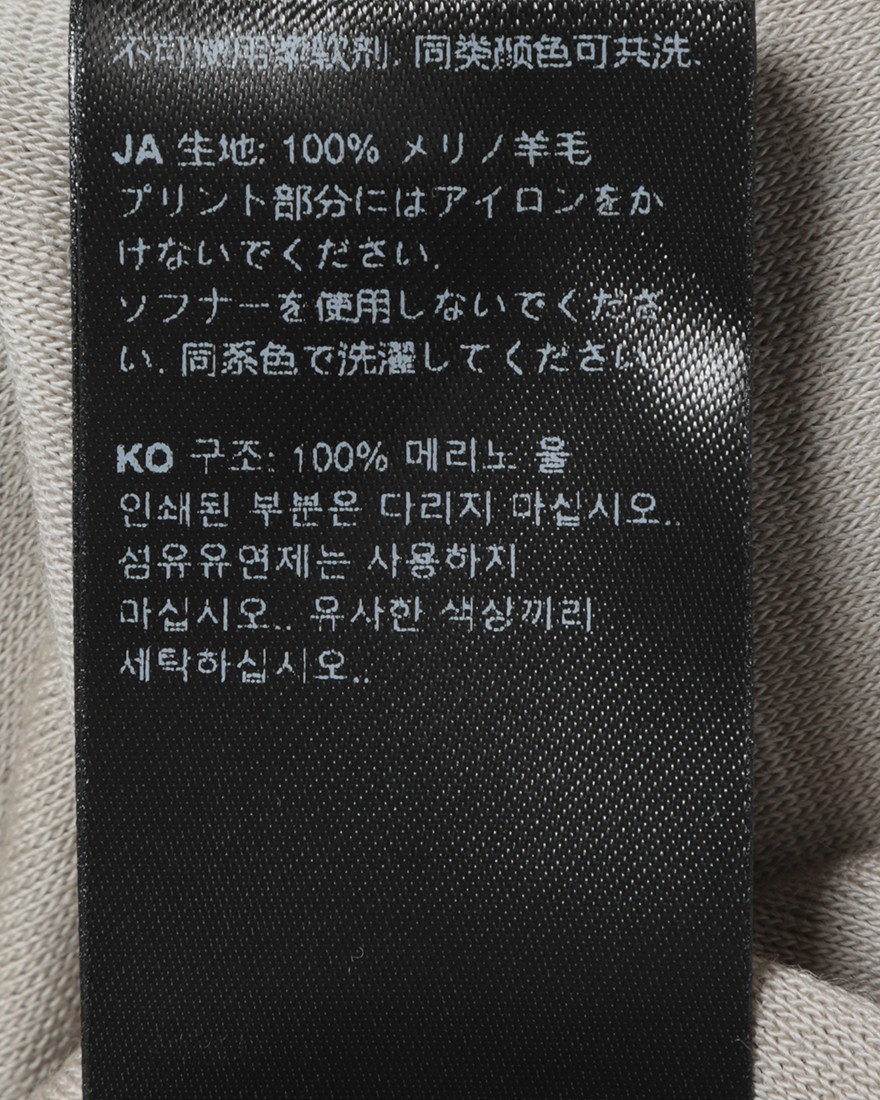 不可使用柔软剂. 同类颜色可共洗.
JA 生地: 100% メリノ羊毛
プリント部分にはアイロンをか
けないでください.
ソフナーを使用しないでくださ
い. 同系色で洗濯してください.
KO 구조: 100% 메리노 울
인쇄된 부분은 다리지 마십시오..
섬유유연제는 사용하지
마십시오.. 유사한 색상끼리
세탁하십시오..